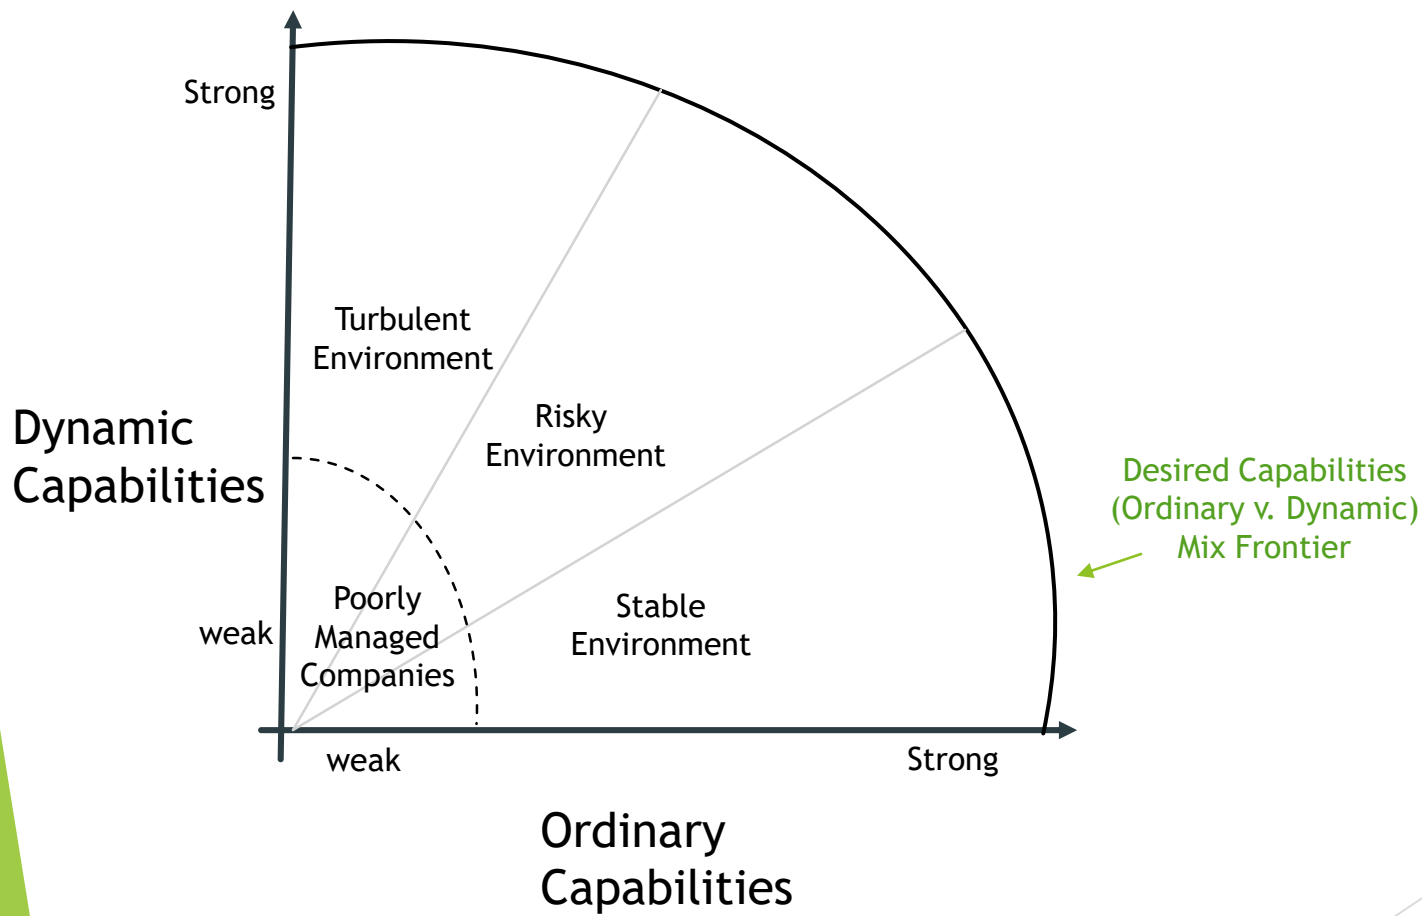 Strong
Turbulent
Environment
Risky
Environment
Dynamic
Capabilities
Desired Capabilities
(Ordinary v. Dynamic)
Mix Frontier
Poorly
Managed
Companies
weak
Stable
Environment
weak
Strong
Ordinary
Capabilities